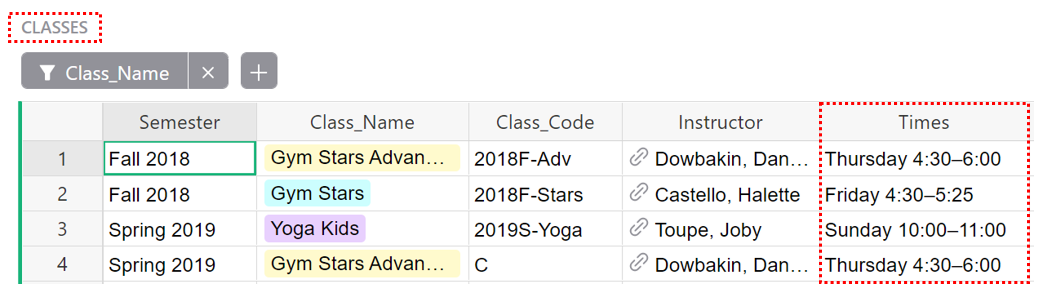 CLASSES
Class_Name × +
Semester Class_Name Class_Code Instructor Times
1 Fall 2018 Gym Stars Advan... 2018F-Adv Dowbakin, Dan... Thursday 4:30–6:00
2 Fall 2018 Gym Stars 2018F-Stars Castello, Halette Friday 4:30–5:25
3 Spring 2019 Yoga Kids 2019S-Yoga Toupe, Joby Sunday 10:00–11:00
4 Spring 2019 Gym Stars Advan... C Dowbakin, Dan... Thursday 4:30–6:00